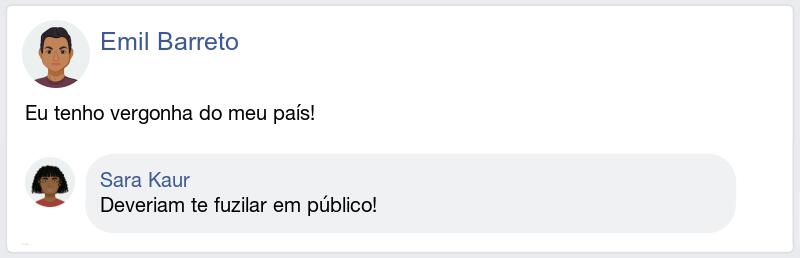 Emil Barreto
Eu tenho vergonha do meu país!
Sara Kaur
Deveriam te fuzilar em público!